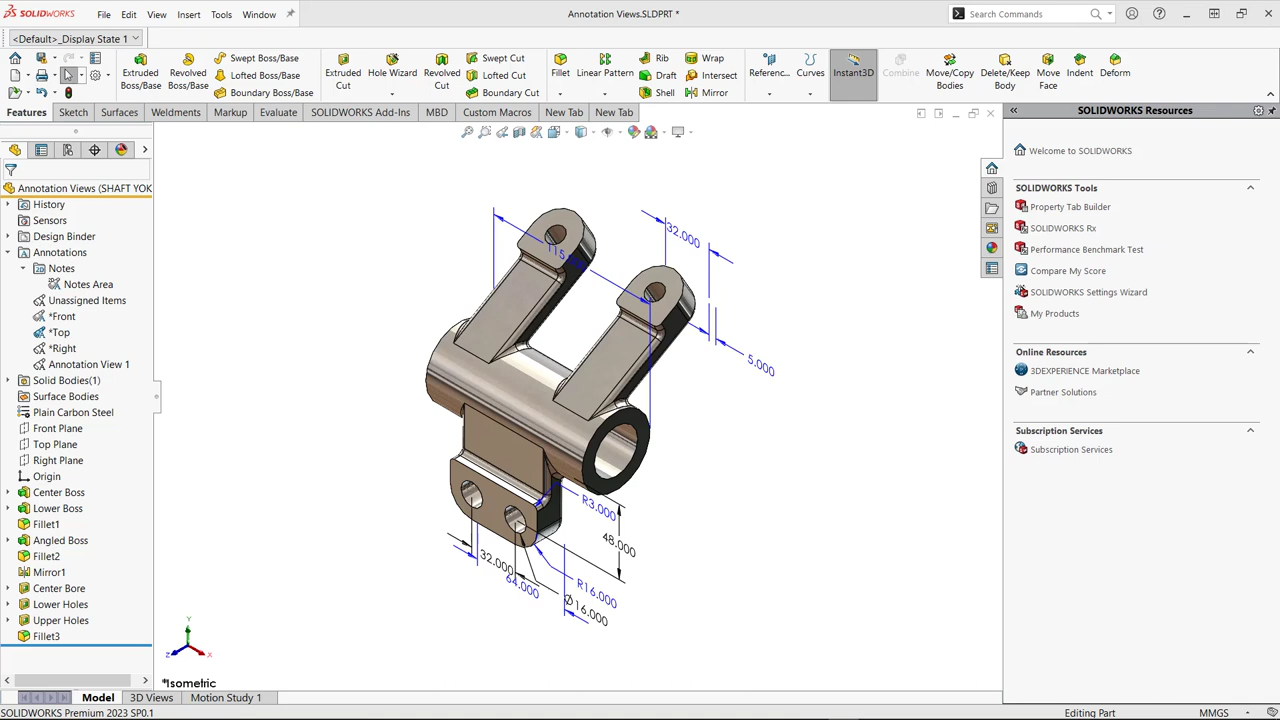 SOLIDWORKS File Edit View Insert Tools Window Annotation Views.SLDPRT * Search Commands
<Default>_Display State 1
Extruded Boss/Base Revolved Boss/Base Swept Boss/Base Lofted Boss/Base Boundary Boss/Base Extruded Cut Hole Wizard Revolved Cut Swept Cut Lofted Cut Boundary Cut Fillet Linear Pattern Rib Draft Shell Wrap Intersect Mirror Referenc... Curves Instant3D Combine Move/Copy Bodies Delete/Keep Body Move Face Indent Deform
Features Sketch Surfaces Weldments Markup Evaluate SOLIDWORKS Add-Ins MBD Custom Macros New Tab New Tab
Annotation Views (SHAFT YOK
History
Sensors
Design Binder
Annotations
Notes
Notes Area
Unassigned Items
*Front
*Top
*Right
Annotation View 1
Solid Bodies(1)
Surface Bodies
Plain Carbon Steel
Front Plane
Top Plane
Right Plane
Origin
Center Boss
Lower Boss
Fillet1
Angled Boss
Fillet2
Mirror1
Center Bore
Lower Holes
Upper Holes
Fillet3
32.000
5.000
R3.000
48.000
32.000
64.000
R16.000
Ø16.000
Y
Z
X
*Isometric
SOLIDWORKS Resources
Welcome to SOLIDWORKS
SOLIDWORKS Tools
Property Tab Builder
SOLIDWORKS Rx
Performance Benchmark Test
Compare My Score
SOLIDWORKS Settings Wizard
My Products
Online Resources
3DEXPERIENCE Marketplace
Partner Solutions
Subscription Services
Subscription Services
Model 3D Views Motion Study 1
SOLIDWORKS Premium 2023 SP0.1 Editing Part MMGS